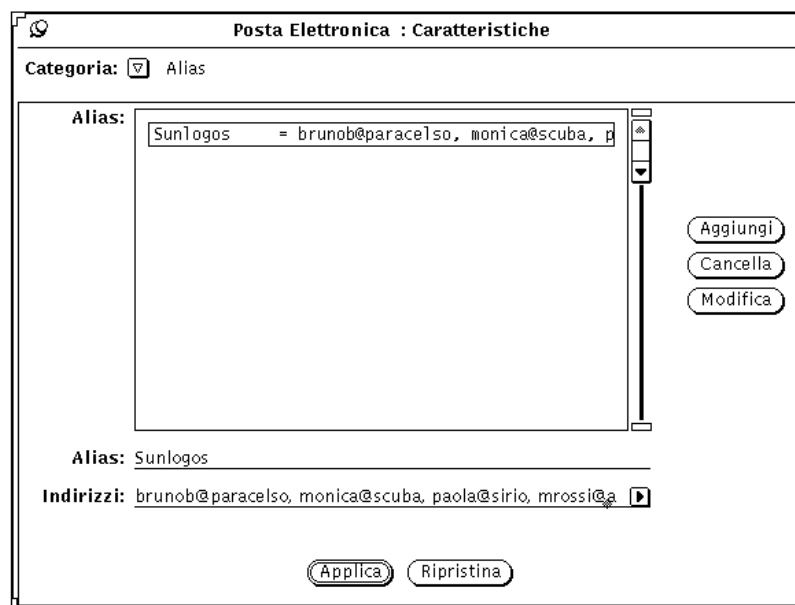 Posta Elettronica : Caratteristiche
Categoria: Alias
Alias:
Sunlogos = brunob@paracelso, monica@scuba, p
Aggiungi
Cancella
Modifica
Alias: Sunlogos
Indirizzi: brunob@paracelso, monica@scuba, paola@sirio, mrossi@a
Applica Ripristina